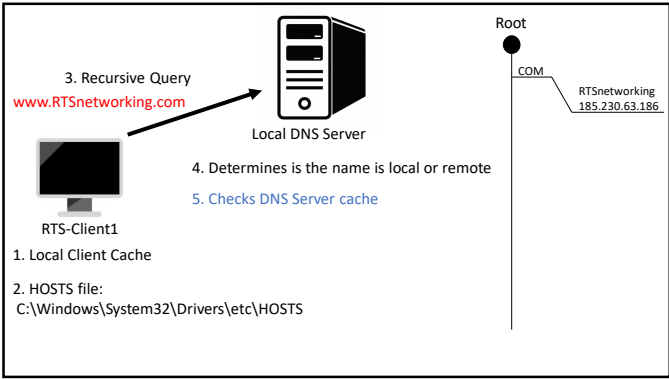 3. Recursive Query
www.RTSnetworking.com
Local DNS Server
4. Determines is the name is local or remote
5. Checks DNS Server cache
RTS-Client1
1. Local Client Cache
2. HOSTS file:
C:\Windows\System32\Drivers\etc\HOSTS
Root
COM
RTSnetworking
185.230.63.186